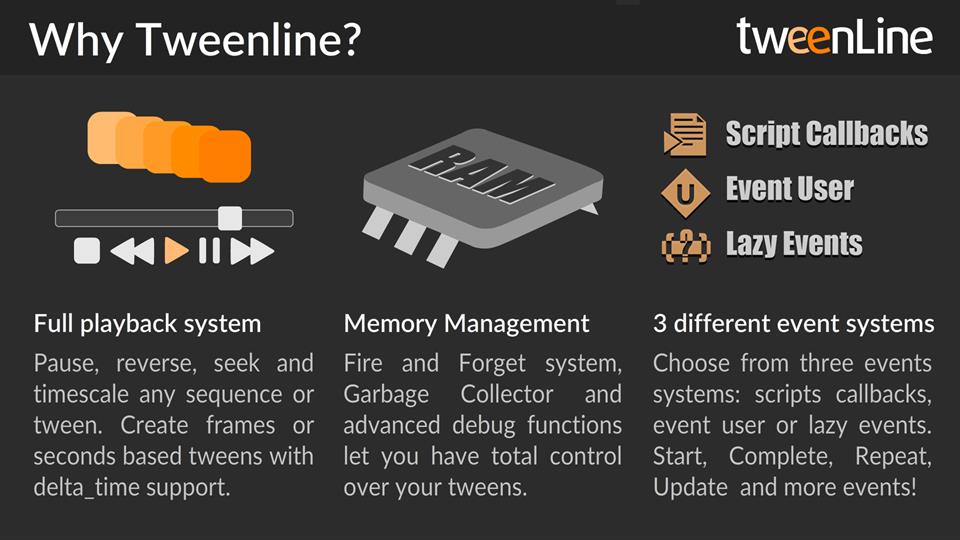 Why Tweenline?
tweenLine
RAM
Script Callbacks
U
Event User
{?}
Lazy Events
Full playback system
Pause, reverse, seek and
timescale any sequence or
tween. Create frames or
seconds based tweens with
delta_time support.
Memory Management
Fire and Forget system,
Garbage Collector and
advanced debug functions
let you have total control
over your tweens.
3 different event systems
Choose from three events
systems: scripts callbacks,
event user or lazy events.
Start, Complete, Repeat,
Update and more events!